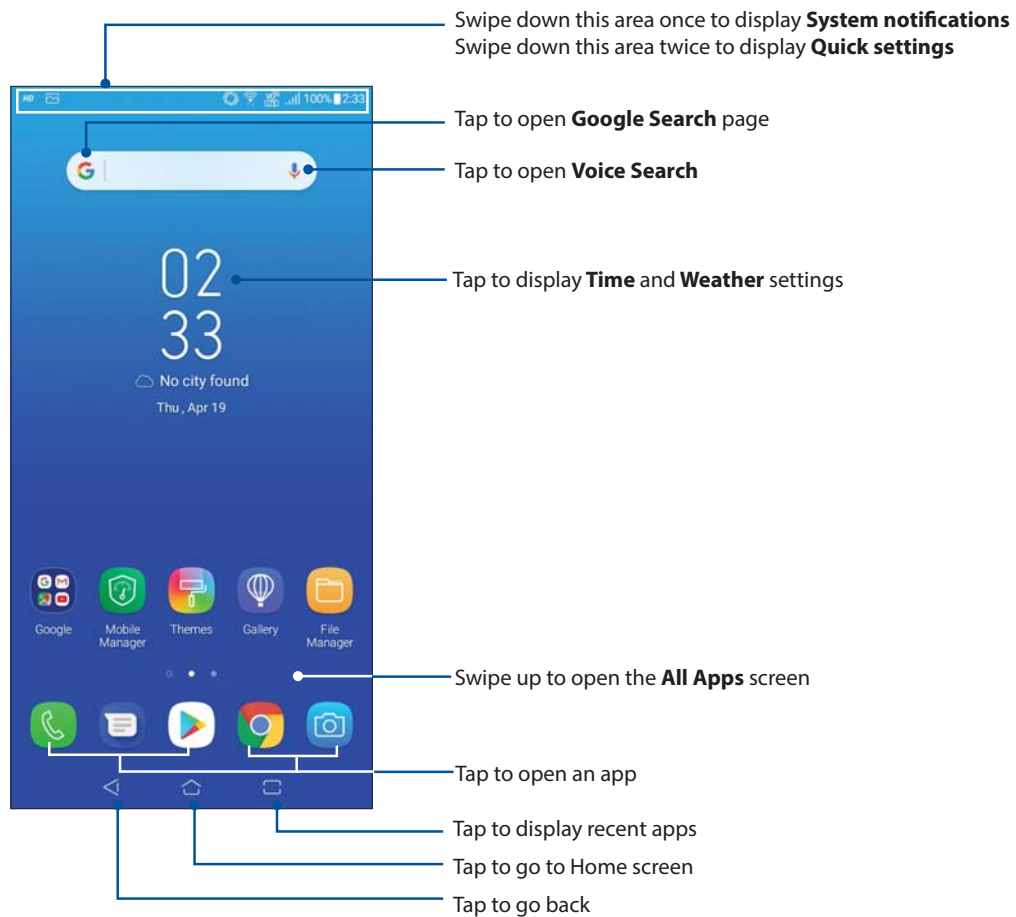 Swipe down this area once to display System notifications
Swipe down this area twice to display Quick settings
HD 100% 2:33
Tap to open Google Search page
G
Tap to open Voice Search
02
Tap to display Time and Weather settings
33
No city found
Thu , Apr 19
Google
Mobile
Manager
Themes
Gallery
File
Manager
Swipe up to open the All Apps screen
Tap to open an app
Tap to display recent apps
Tap to go to Home screen
Tap to go back